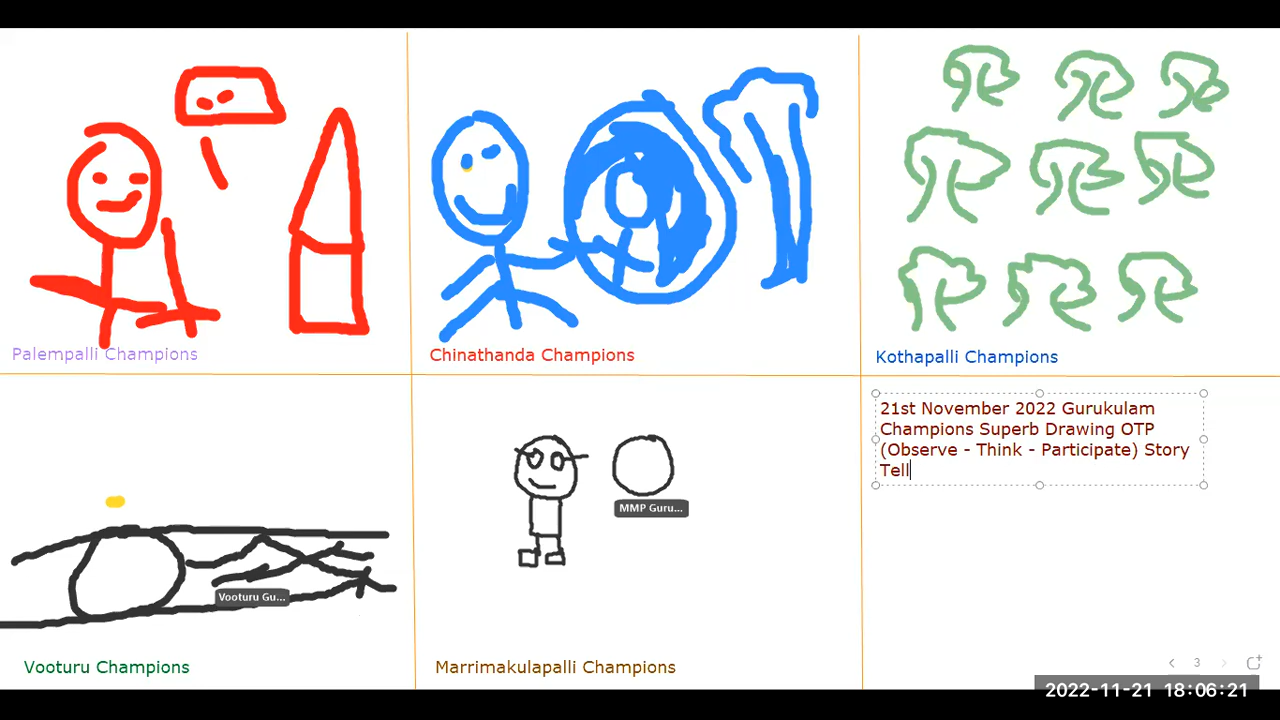 Palempalli Champions
Chinathanda Champions
Kothapalli Champions
21st November 2022 Gurukulam
Champions Superb Drawing OTP
(Observe - Think - Participate) Story
Tell
MMP Guru...
Vooturu Gu...
Vooturu Champions
Marrimakulapalli Champions
3
2022-11-21 18:06:21